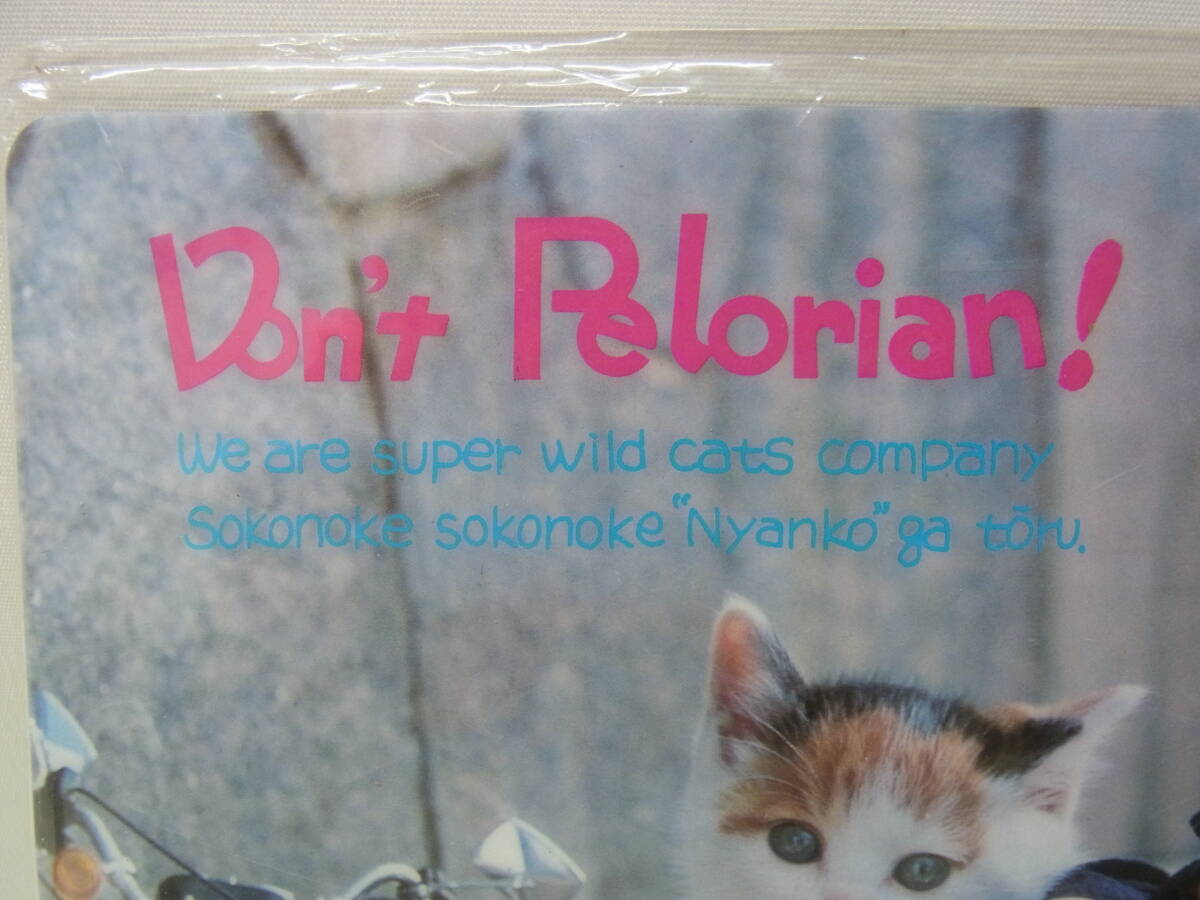 Don't Pelorian!
We are super wild cats company
Sokonoke sokonoke "Nyanko" ga tōru.